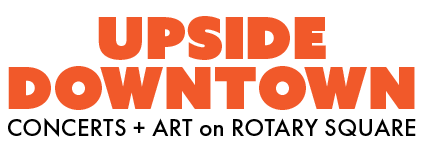 UPSIDE
DOWNTOWN
CONCERTS + ART on ROTARY SQUARE